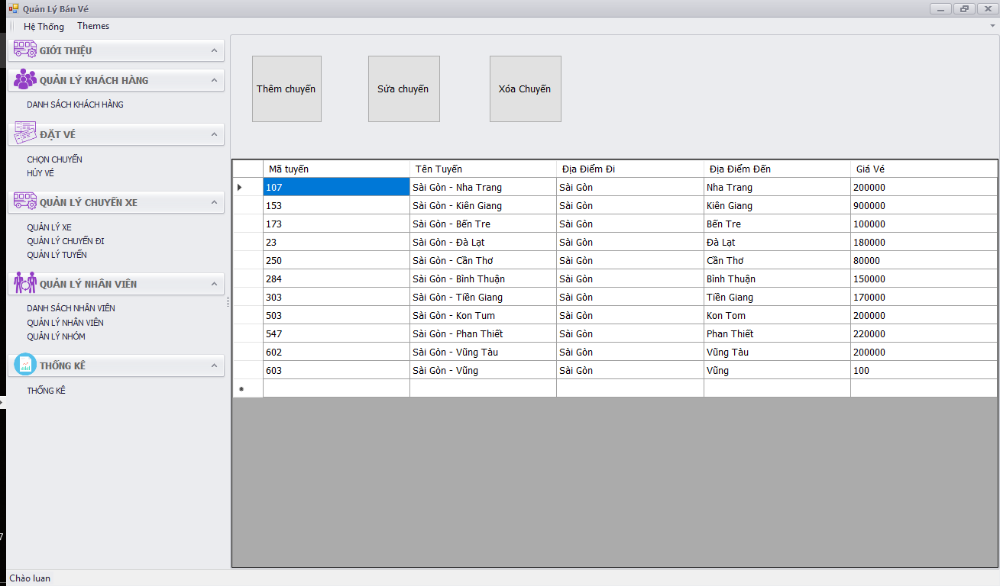 Quản Lý Bán Vé
Hệ Thống Themes
GIỚI THIỆU
QUẢN LÝ KHÁCH HÀNG
DANH SÁCH KHÁCH HÀNG
ĐẶT VÉ
CHỌN CHUYẾN
HỦY VÉ
QUẢN LÝ CHUYẾN XE
QUẢN LÝ XE
QUẢN LÝ CHUYẾN ĐI
QUẢN LÝ TUYẾN
QUẢN LÝ NHÂN VIÊN
DANH SÁCH NHÂN VIÊN
QUẢN LÝ NHÂN VIÊN
QUẢN LÝ NHÓM
THỐNG KÊ
THỐNG KÊ
Thêm chuyến Sửa chuyến Xóa Chuyến
Mã tuyến Tên Tuyến Địa Điểm Đi Địa Điểm Đến Giá Vé
107 Sài Gòn - Nha Trang Sài Gòn Nha Trang 200000
153 Sài Gòn - Kiên Giang Sài Gòn Kiên Giang 900000
173 Sài Gòn - Bến Tre Sài Gòn Bến Tre 100000
23 Sài Gòn - Đà Lạt Sài Gòn Đà Lạt 180000
250 Sài Gòn - Cần Thơ Sài Gòn Cần Thơ 80000
284 Sài Gòn - Bình Thuận Sài Gòn Bình Thuận 150000
303 Sài Gòn - Tiền Giang Sài Gòn Tiền Giang 170000
503 Sài Gòn - Kon Tum Sài Gòn Kon Tom 200000
547 Sài Gòn - Phan Thiết Sài Gòn Phan Thiết 220000
602 Sài Gòn - Vũng Tàu Sài Gòn Vũng Tàu 200000
603 Sài Gòn - Vũng Sài Gòn Vũng 100
7
Chào luan